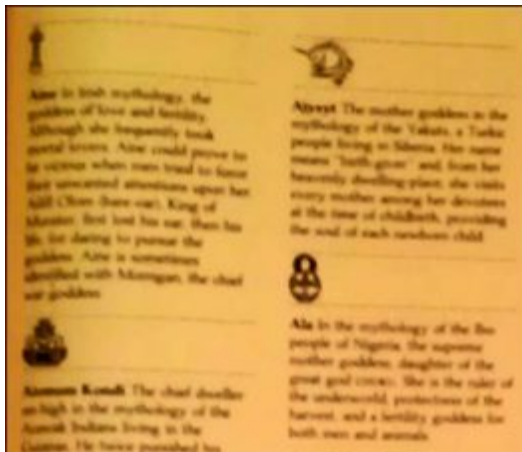 Aine In Irish mythology, the
goddess of love and fertility.
Although she frequently took
mortal lovers, Aine could prove to
be vicious when men tried to force
their unwanted attentions upon her.
Ailill Olom (bare-ear), King of
Munster, first lost his ear, then his
life, for daring to pursue the
goddess. Aine is sometimes
identified with Morrigan, the chief
war goddess.
Kondi The chief dweller
on high in the mythology of the
Arawak Indians living in the
Guianas. He twice punished his
Ajysyt The mother goddess in the
mythology of the Yakuts, a Turkic
people living in Siberia. Her name
means "birth-giver" and, from her
heavenly dwelling-place, she visits
every mother among her devotees
at the time of childbirth, providing
the soul of each newborn child.
Ala In the mythology of the Ibo
people of Nigeria, the supreme
mother goddess, daughter of the
great god CHUKU. She is the ruler of
the underworld, protectress of the
harvest, and a fertility goddess for
both men and animals.